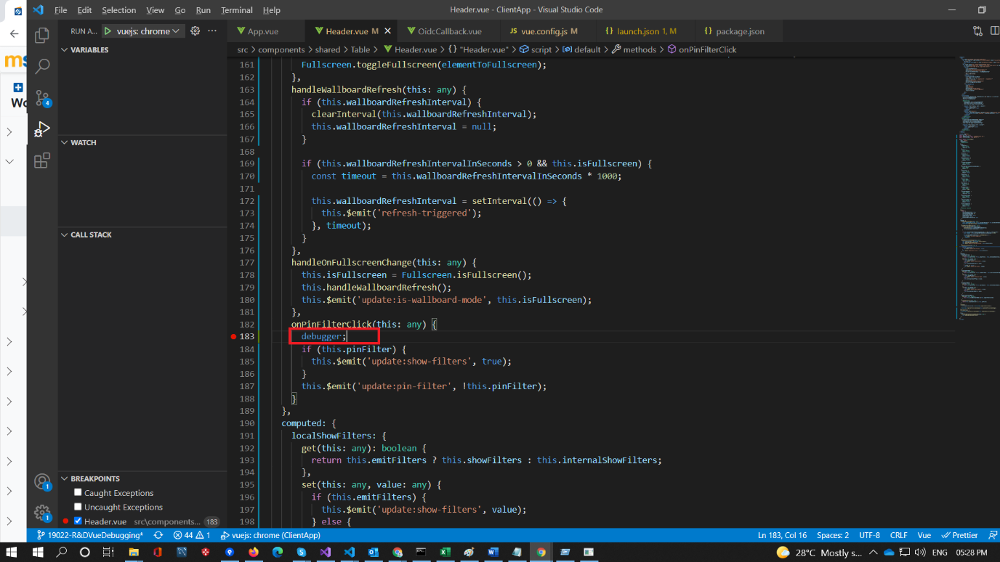 File Edit Selection View Go Run Terminal Help
Header.vue - ClientApp - Visual Studio Code
RUN A... vuejs: chrome
App.vue
Header.vue M
OidcCallback.vue
JS vue.config.js M
{} launch.json 1, M
{} package.json
src > components > shared > Table > Header.vue > {} "Header.vue" > script > default > methods > onPinFilterClick
ms
Wo
VARIABLES
WATCH
CALL STACK
4
161 Fullscreen.toggleFullscreen(elementToFullscreen);
162 },
163 handleWallboardRefresh(this: any) {
164 if (this.wallboardRefreshInterval) {
165 clearInterval(this.wallboardRefreshInterval);
166 this.wallboardRefreshInterval = null;
167 }
168
169 if (this.wallboardRefreshIntervalInSeconds > 0 && this.isFullscreen) {
170 const timeout = this.wallboardRefreshIntervalInSeconds * 1000;
171
172 this.wallboardRefreshInterval = setInterval(() => {
173 this.$emit('refresh-triggered');
174 }, timeout);
175 }
176 },
177 handleOnFullscreenChange(this: any) {
178 this.isFullscreen = Fullscreen.isFullscreen();
179 this.handleWallboardRefresh();
180 this.$emit('update:is-wallboard-mode', this.isFullscreen);
181 },
182 onPinFilterClick(this: any) {
183 debugger;
184 if (this.pinFilter) {
185 this.$emit('update:show-filters', true);
186 }
187 this.$emit('update:pin-filter', !this.pinFilter);
188 }
189 },
190 computed: {
191 localShowFilters: {
192 get(this: any): boolean {
193 return this.emitFilters ? this.showFilters : this.internalShowFilters;
194 },
195 set(this: any, value: any) {
196 if (this.emitFilters) {
197 this.$emit('update:show-filters', value);
198 } else {
BREAKPOINTS
Caught Exceptions
Uncaught Exceptions
Header.vue src\components... 183
1
1
19022-R&DVueDebugging* 44 1 vuejs: chrome (ClientApp)
Ln 183, Col 16 Spaces: 2 UTF-8 CRLF Vue Prettier
28°C Mostly s... ENG 05:28 PM